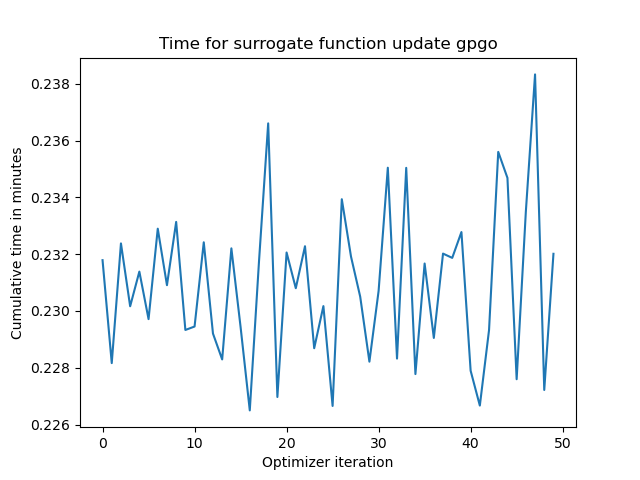 Time for surrogate function update gpgo
Cumulative time in minutes
0.238
0.236
0.234
0.232
0.230
0.228
0.226
0 10 20 30 40 50
Optimizer iteration